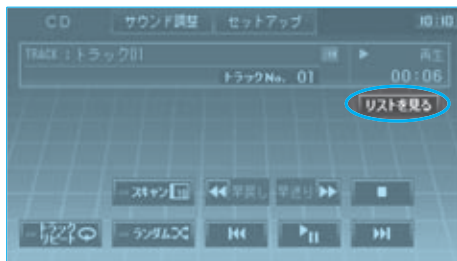 CD サウンド調整 セットアップ 10:10
TRACK : トラック01 再生
トラックNo. 01 00:06
リストを見る
スキャン 早戻し 早送り
トラックリピート ランダム